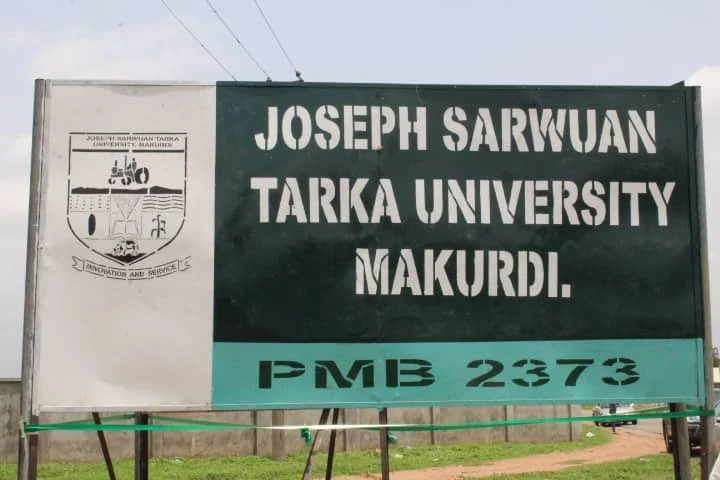 JOSEPH SARWUAN TARKA
UNIVERSITY, MAKURDI
INNOVATION AND SERVICE
JOSEPH SARWUAN
TARKA UNIVERSITY
MAKURDI.
PMB 2373